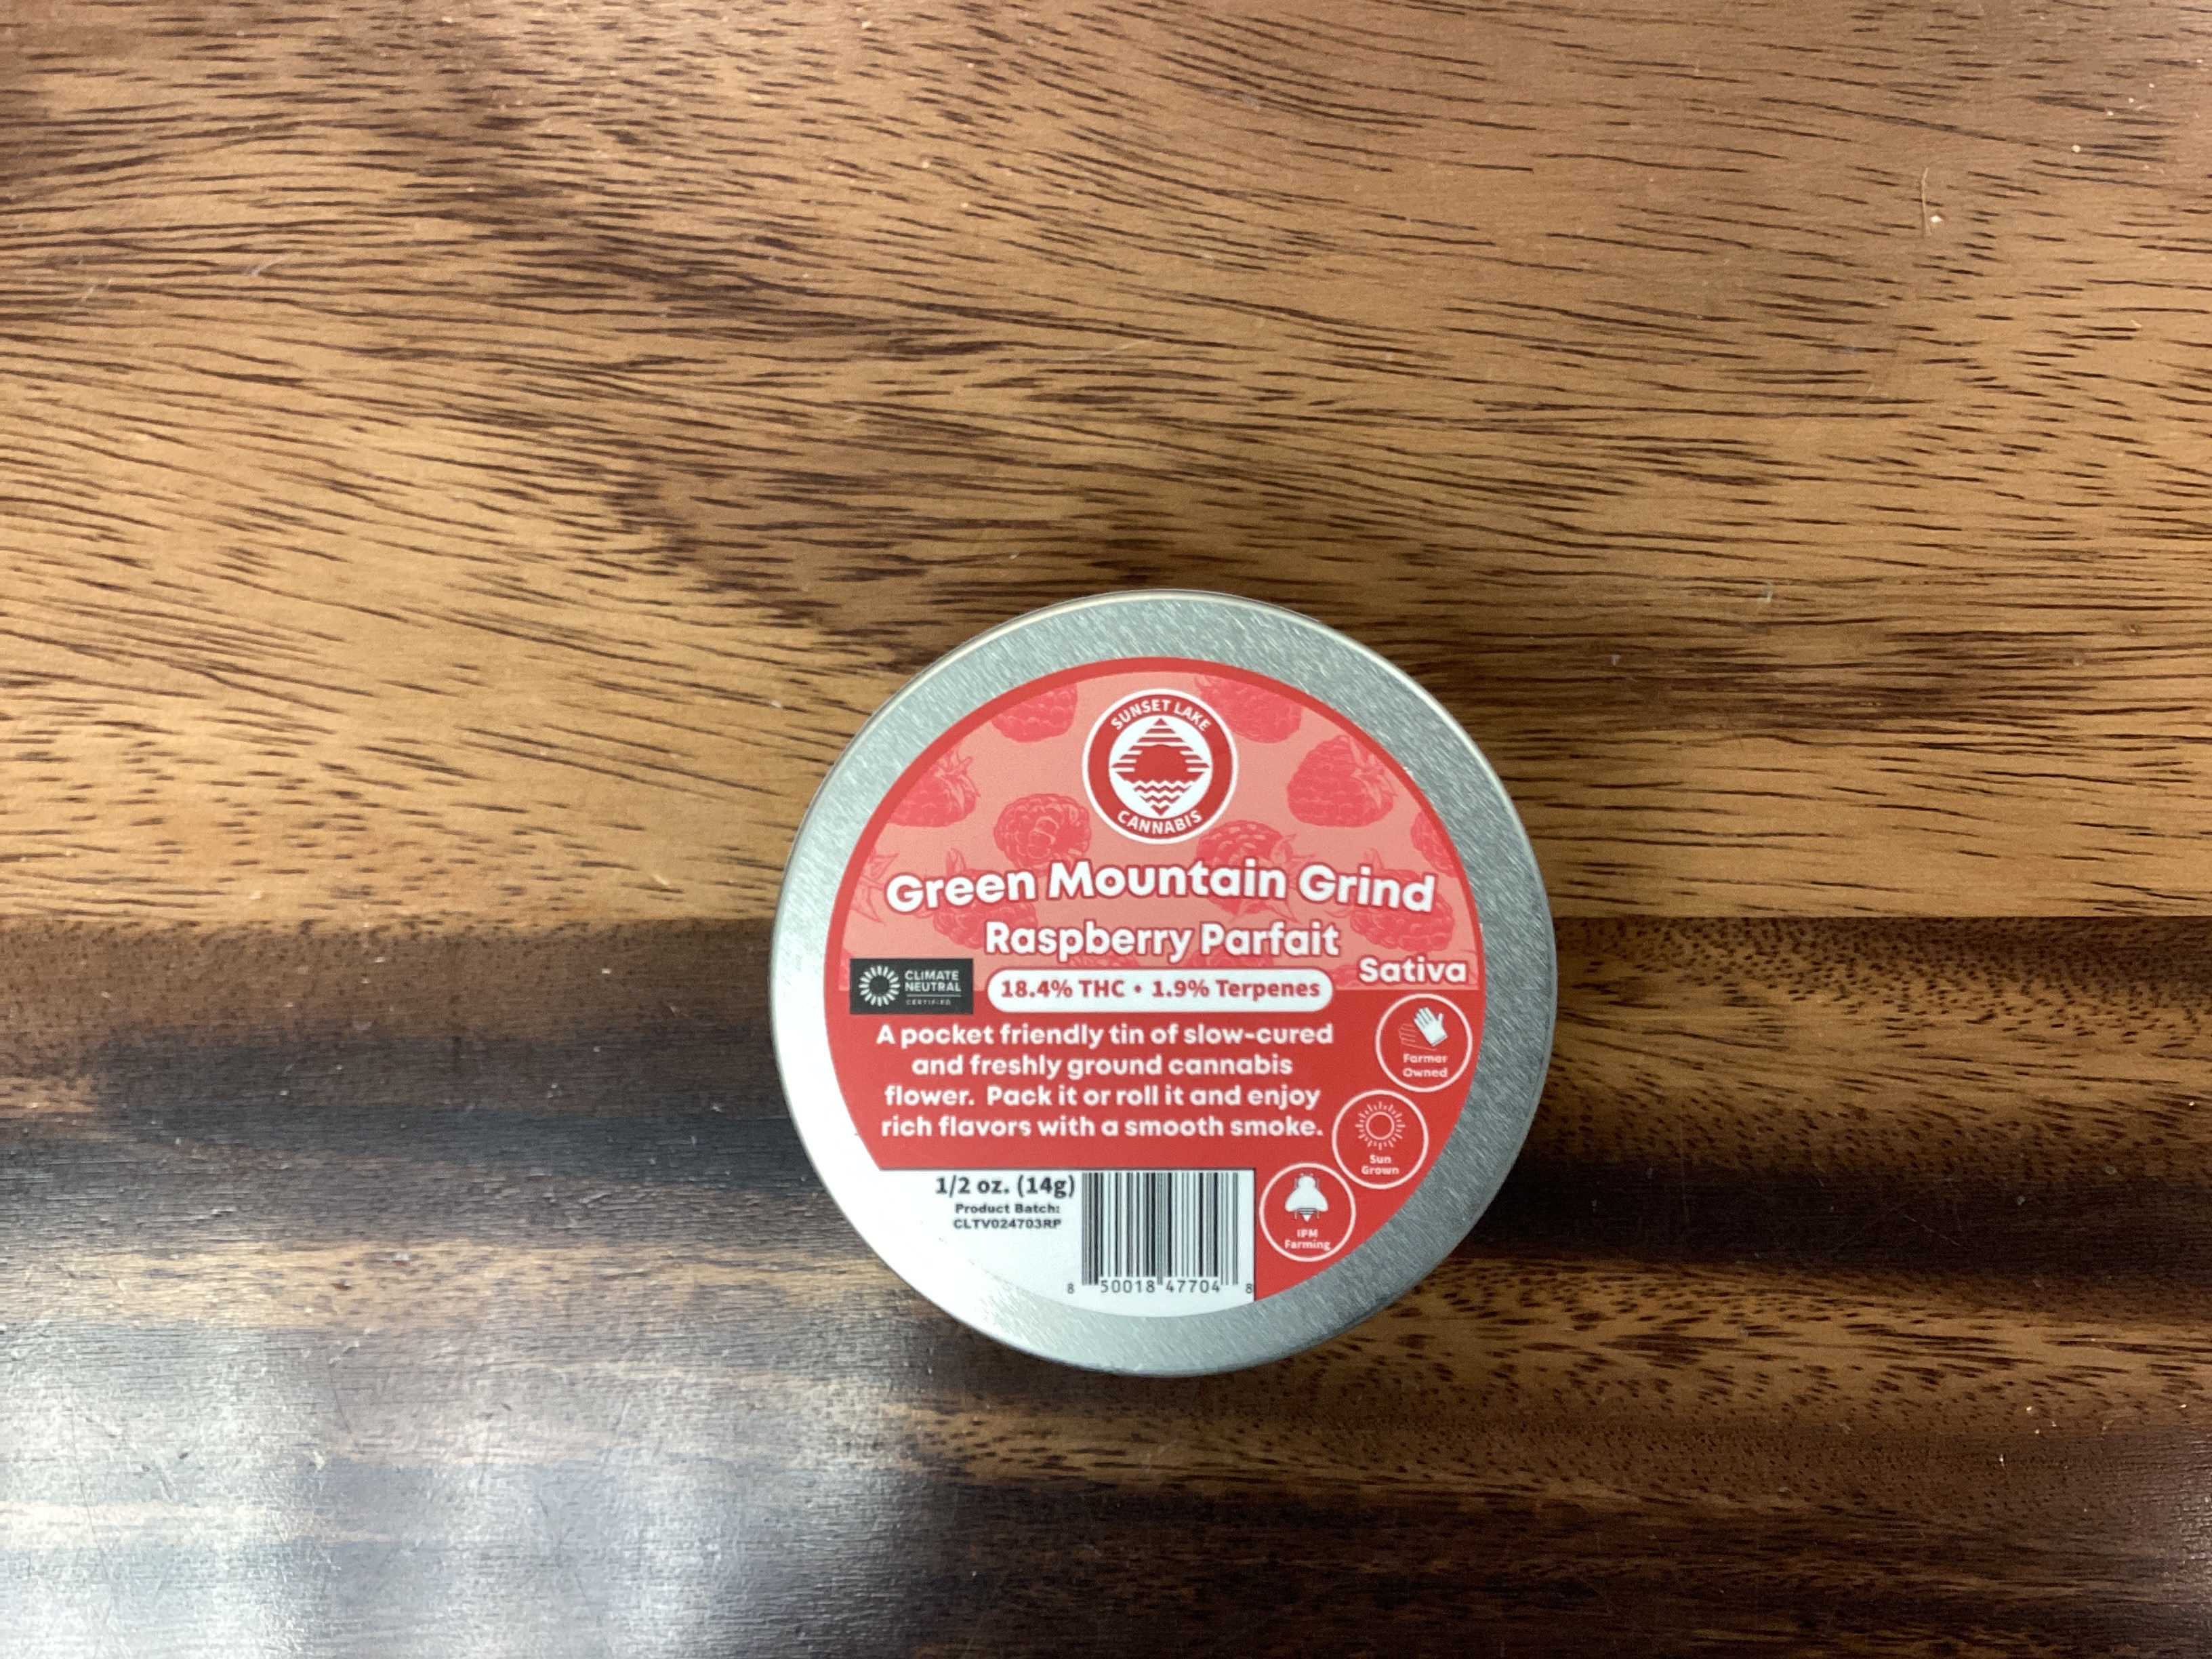 SUNSET LAKE
CANNABIS
Green Mountain Grind
Raspberry Parfait
Sativa
CLIMATE
NEUTRAL
CERTIFIED
18.4% THC • 1.9% Terpenes
A pocket friendly tin of slow-cured
and freshly ground cannabis
flower. Pack it or roll it and enjoy
rich flavors with a smooth smoke.
Farmer
Owned
Sun
Grown
IPM
Farming
1/2 oz. (14g)
Product Batch:
CLTV024703RP
8 50018 47704 8